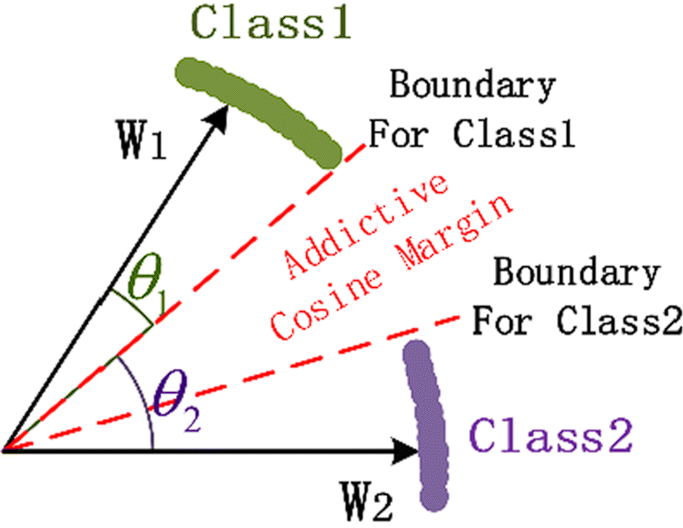 Class1
Boundary
For Class1
W1
Addictive
Cosine Margin
θ1
Boundary
For Class2
θ2
Class2
W2